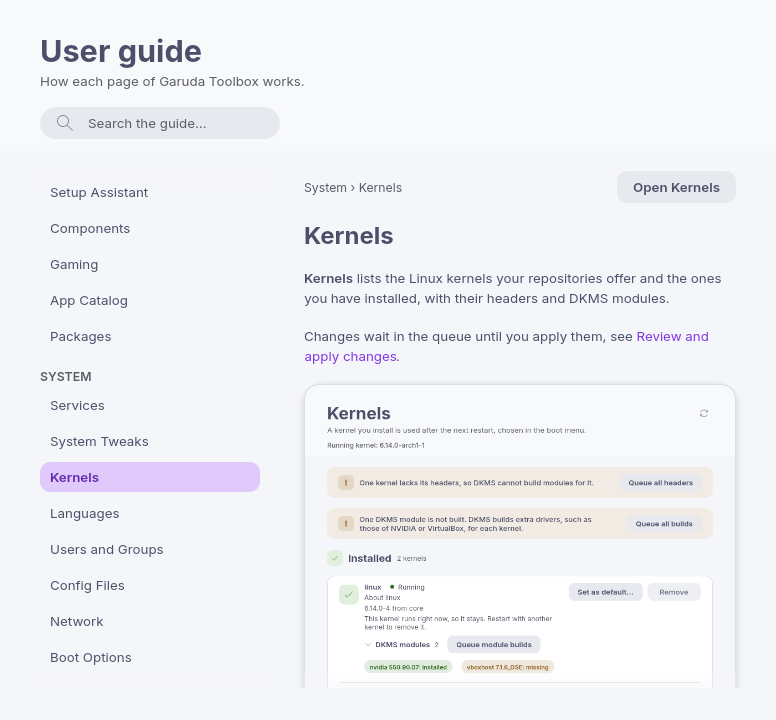 User guide
How each page of Garuda Toolbox works.
Search the guide...
Setup Assistant
Components
Gaming
App Catalog
Packages
SYSTEM
Services
System Tweaks
Kernels
Languages
Users and Groups
Config Files
Network
Boot Options
System › Kernels
Open Kernels
Kernels
Kernels lists the Linux kernels your repositories offer and the ones
you have installed, with their headers and DKMS modules.
Changes wait in the queue until you apply them, see Review and
apply changes.
Kernels
A kernel you install is used after the next restart, chosen in the boot menu.
Running kernel: 6.14.0-arch1-1
One kernel lacks its headers, so DKMS cannot build modules for it.
Queue all headers
One DKMS module is not built. DKMS builds extra drivers, such as
those of NVIDIA or VirtualBox, for each kernel.
Queue all builds
Installed 2 kernels
linux Running
Set as default...
Remove
About linux
6.14.0-4 from core
This kernel runs right now, so it stays. Restart with another
kernel to remove it.
DKMS modules 2
Queue module builds
nvidia 550.90.07: installed
vboxhost 7.1.6_OSE: missing